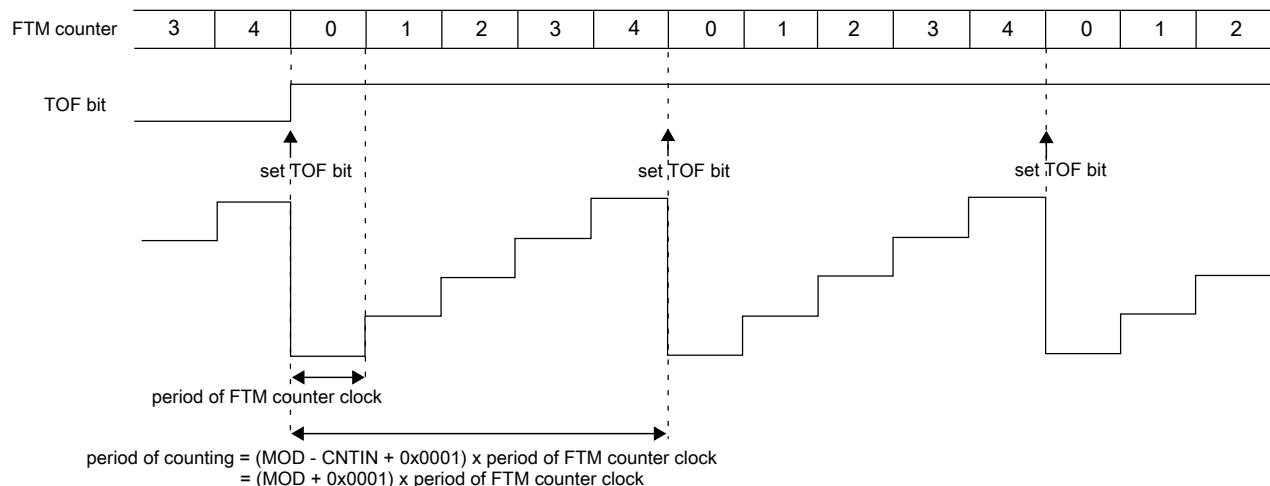 FTM counter 3 4 0 1 2 3 4 0 1 2 3 4 0 1 2
TOF bit
set TOF bit set TOF bit set TOF bit
period of FTM counter clock
period of counting = (MOD - CNTIN + 0x0001) x period of FTM counter clock
= (MOD + 0x0001) x period of FTM counter clock